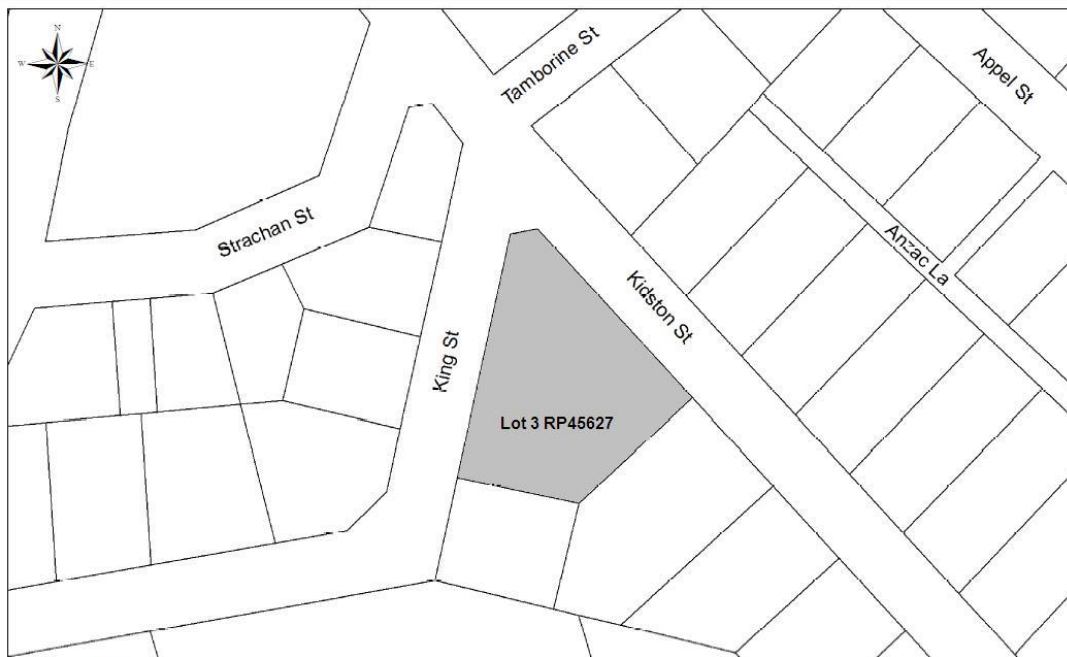 N
W
E
S
Tamborine St
Appel St
Strachan St
Anzac La
Kidston St
King St
Lot 3 RP45627